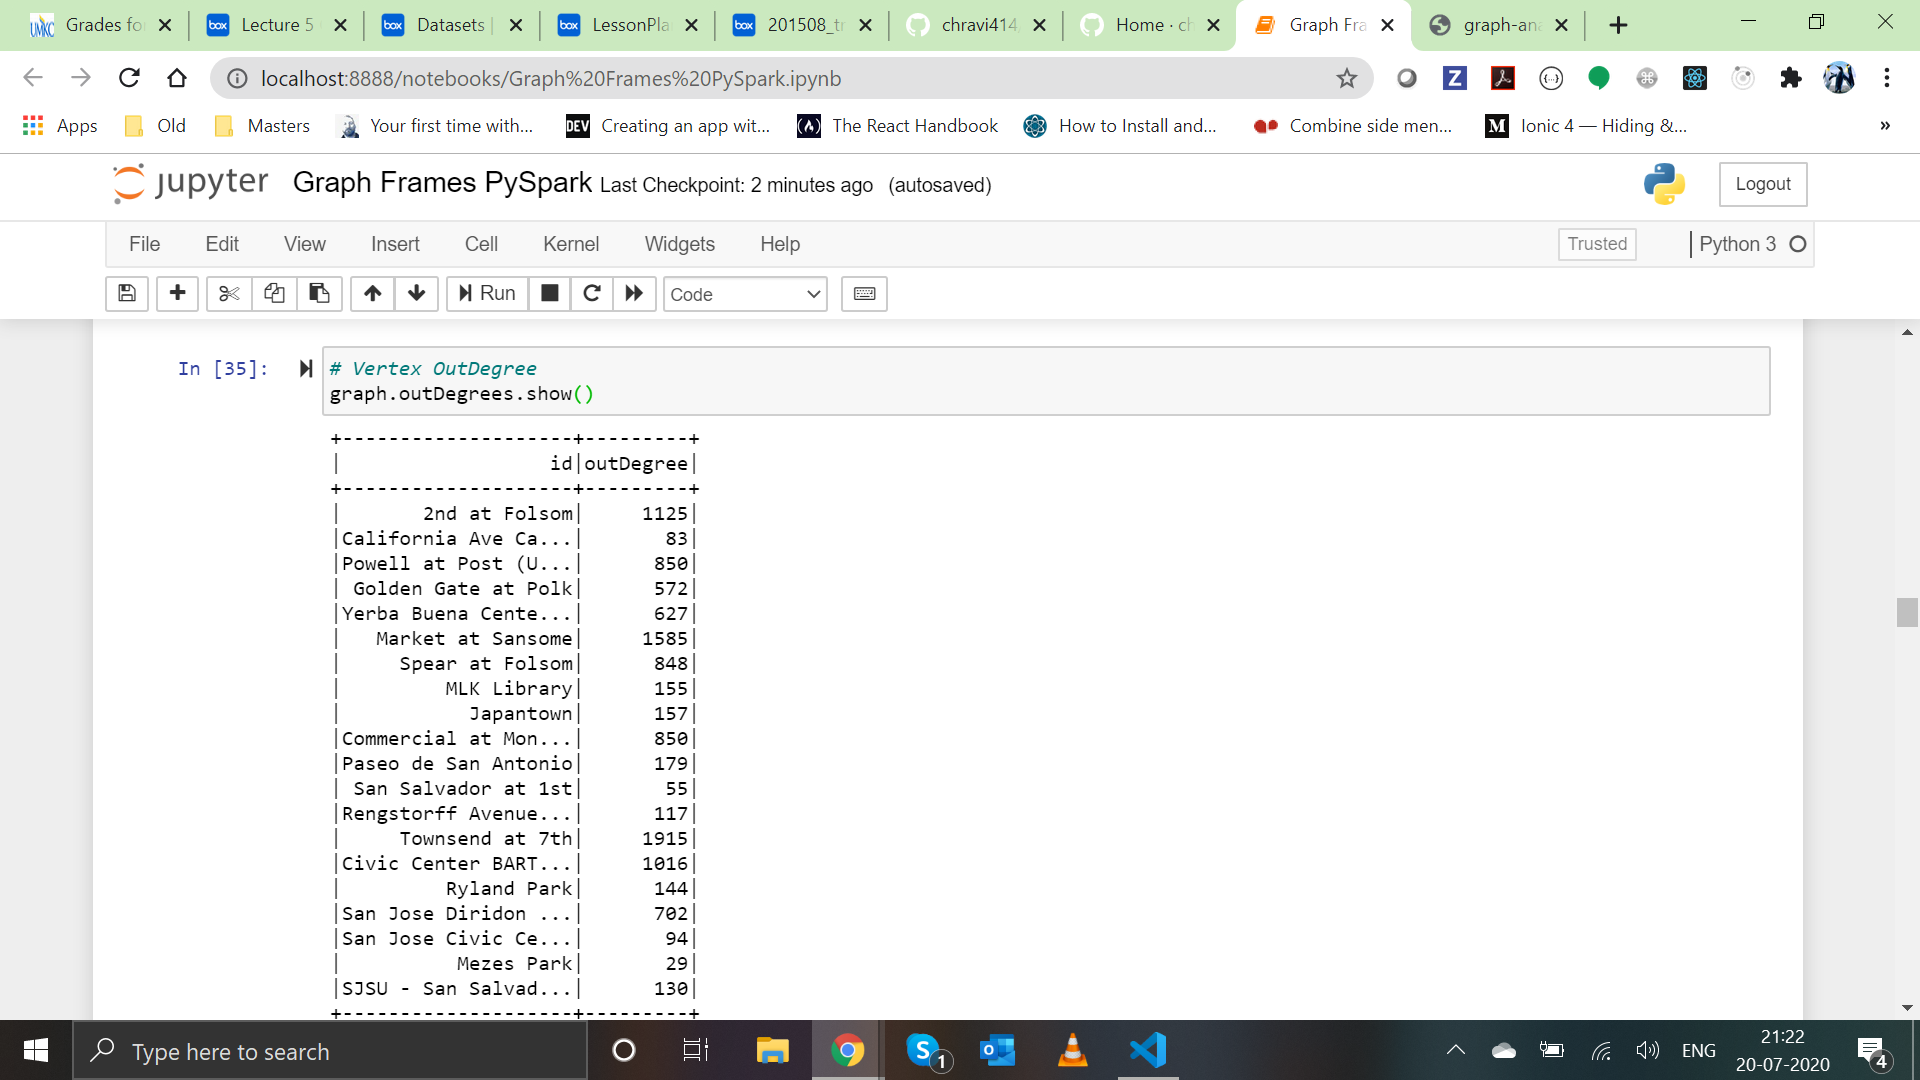 Grades fo
Lecture 5
Datasets |
LessonPla
201508_tr
chravi414
Home · ch
Graph Fra
graph-ana
localhost:8888/notebooks/Graph%20Frames%20PySpark.ipynb
Apps
Old
Masters
Your first time with...
DEV Creating an app wit...
The React Handbook
How to Install and...
Combine side men...
M Ionic 4 — Hiding &...
»
jupyter Graph Frames PySpark Last Checkpoint: 2 minutes ago (autosaved)
Logout
File Edit View Insert Cell Kernel Widgets Help
Trusted
Python 3
Run
Code
In [35]:
# Vertex OutDegree
graph.outDegrees.show()
+--------------------+---------+
|                  id|outDegree|
+--------------------+---------+
|       2nd at Folsom|     1125|
|California Ave Ca...|       83|
|Powell at Post (U...|      850|
| Golden Gate at Polk|      572|
|Yerba Buena Cente...|      627|
|   Market at Sansome|     1585|
|     Spear at Folsom|      848|
|         MLK Library|      155|
|           Japantown|      157|
|Commercial at Mon...|      850|
|Paseo de San Antonio|      179|
| San Salvador at 1st|       55|
|Rengstorff Avenue...|      117|
|     Townsend at 7th|     1915|
|Civic Center BART...|     1016|
|         Ryland Park|      144|
|San Jose Diridon ...|      702|
|San Jose Civic Ce...|       94|
|          Mezes Park|       29|
|SJSU - San Salvad...|      130|
+--------------------+---------+
Type here to search
1
ENG
21:22
20-07-2020
4